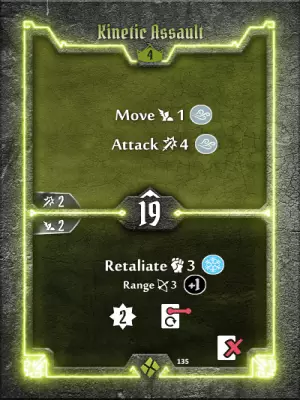 Kinetic Assault
4
Move 1
Attack 4
2
2
19
Retaliate 3
Range 3 +1
2
135